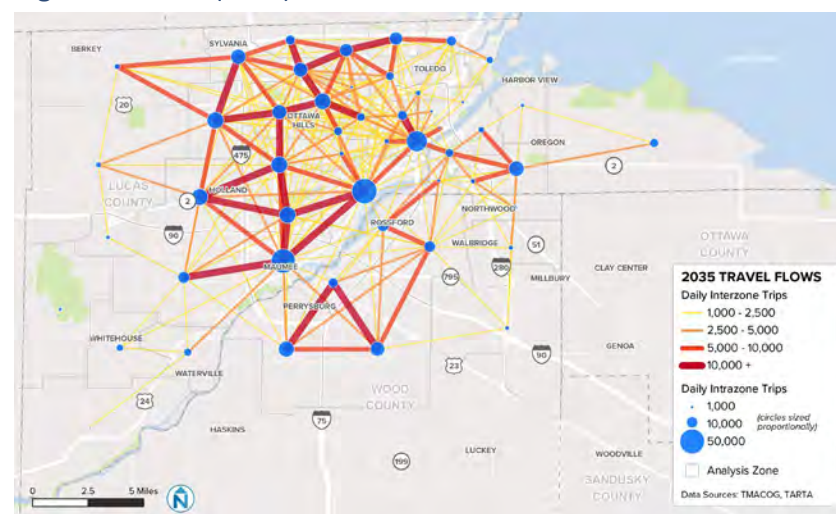 BERKEY
SYLVANIA
TOLEDO
HARBOR VIEW
20
OTTAWA
HILLS
OREGON
475
2
LUCAS
COUNTY
HOLLAND
2
NORTHWOOD
ROSSFORD
90
WALBRIDGE
51
OTTAWA
COUNTY
MAUMEE
280
795
MILLBURY
CLAY CENTER
PERRYSBURG
WHITEHOUSE
90
GENOA
WATERVILLE
23
24
WOOD
COUNTY
75
HASKINS
LUCKEY
199
WOODVILLE
SANDUSKY
COUNTY
2035 TRAVEL FLOWS
Daily Interzone Trips
1,000 - 2,500
2,500 - 5,000
5,000 - 10,000
10,000 +
Daily Intrazone Trips
1,000
10,000
(circles sized
proportionally)
50,000
Analysis Zone
Data Sources: TMACOG, TARTA
0 2.5 5 Miles
N